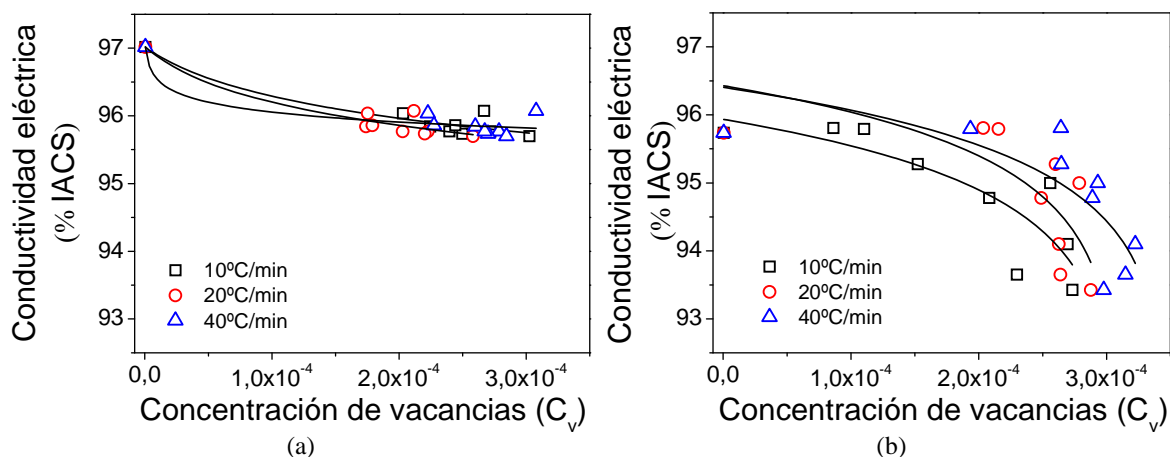 97
96
95
94
93
Conductividad eléctrica
(% IACS)
10ºC/min
20ºC/min
40ºC/min
0,0
1,0x10-4
2,0x10-4
3,0x10-4
Concentración de vacancias (Cv)
(a)
97
96
95
94
93
Conductividad eléctrica
(% IACS)
10ºC/min
20ºC/min
40ºC/min
0,0
1,0x10-4
2,0x10-4
3,0x10-4
Concentración de vacancias (Cv)
(b)